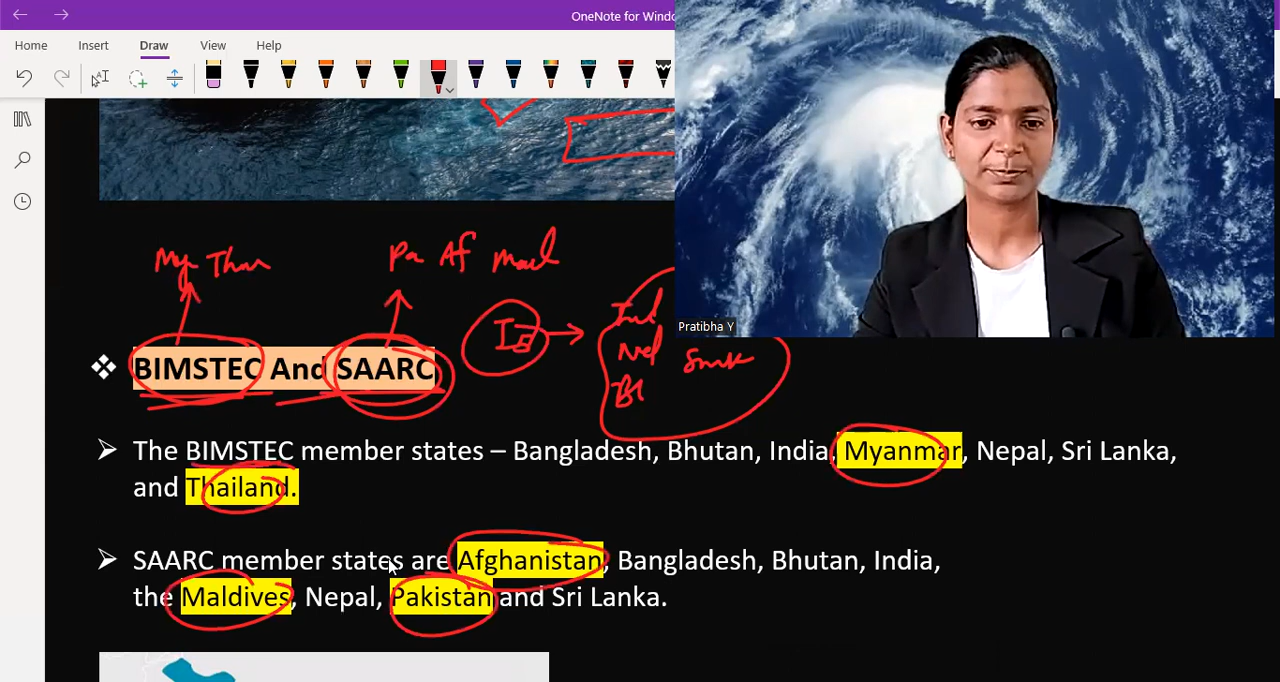 OneNote for Windo
Home Insert Draw View Help
Pratibha Y
My Thai
Pa Af Mal
❖ BIMSTEC And SAARC
➢ The BIMSTEC member states – Bangladesh, Bhutan, India, Myanmar, Nepal, Sri Lanka,
and Thailand.
➢ SAARC member states are Afghanistan, Bangladesh, Bhutan, India,
the Maldives, Nepal, Pakistan and Sri Lanka.